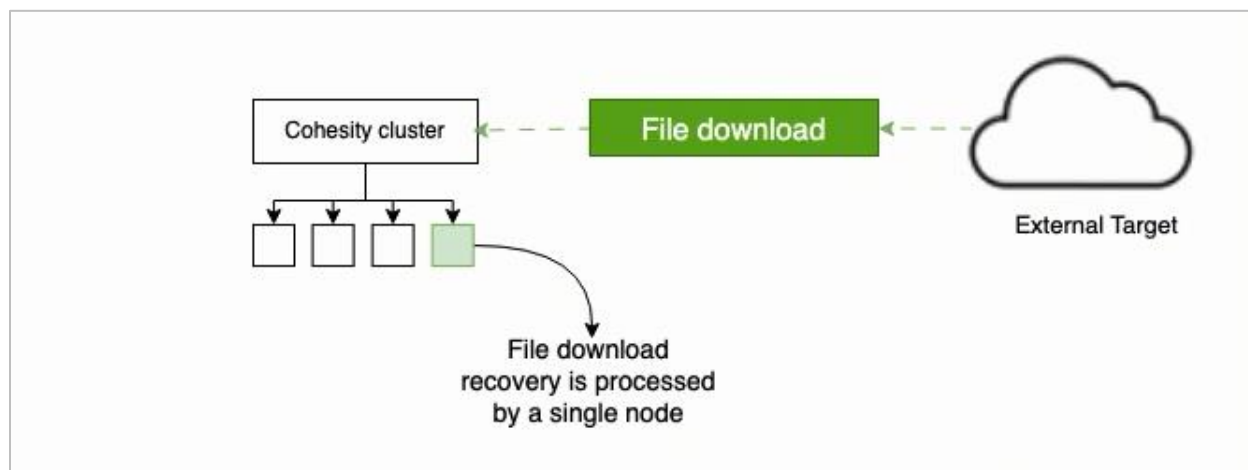 Cohesity cluster
File download
External Target
File download
recovery is processed
by a single node